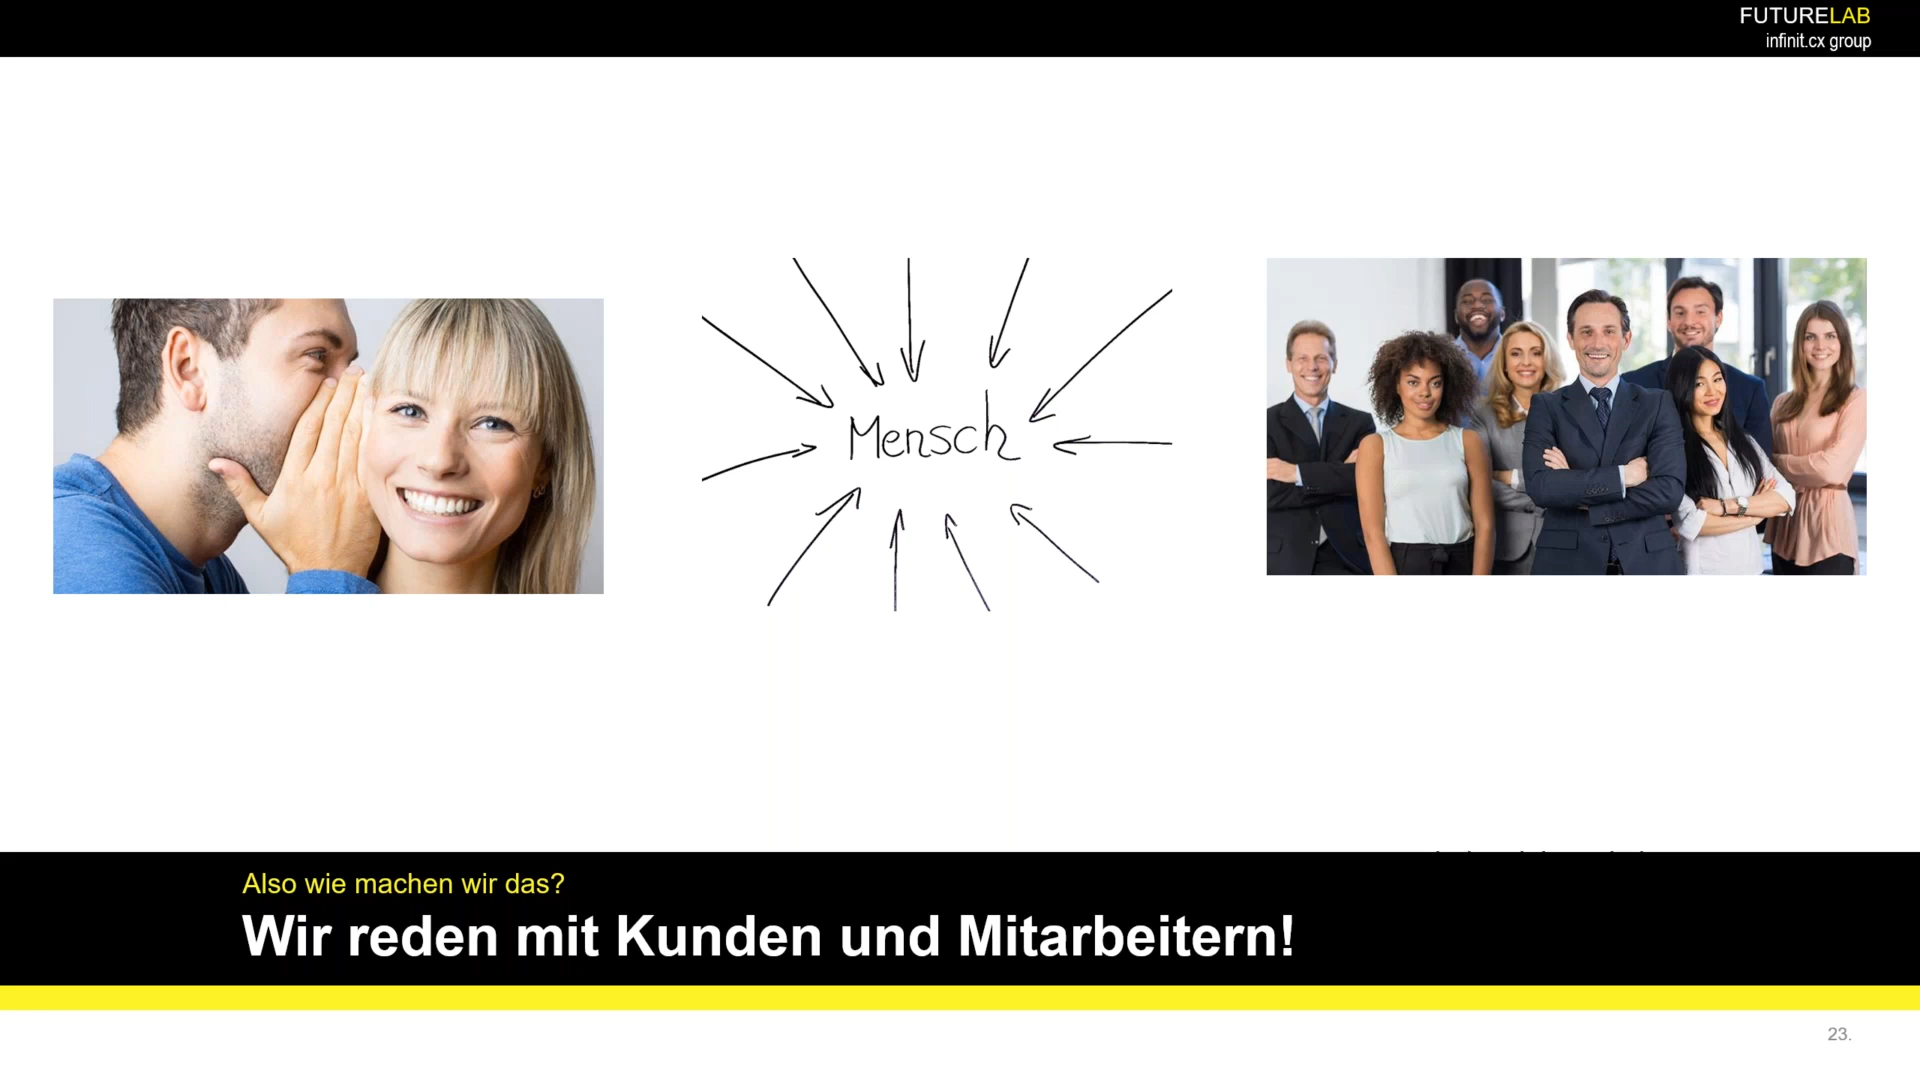 FUTURELAB
infinit.cx group
Mensch
Also wie machen wir das?
Wir reden mit Kunden und Mitarbeitern!
23.